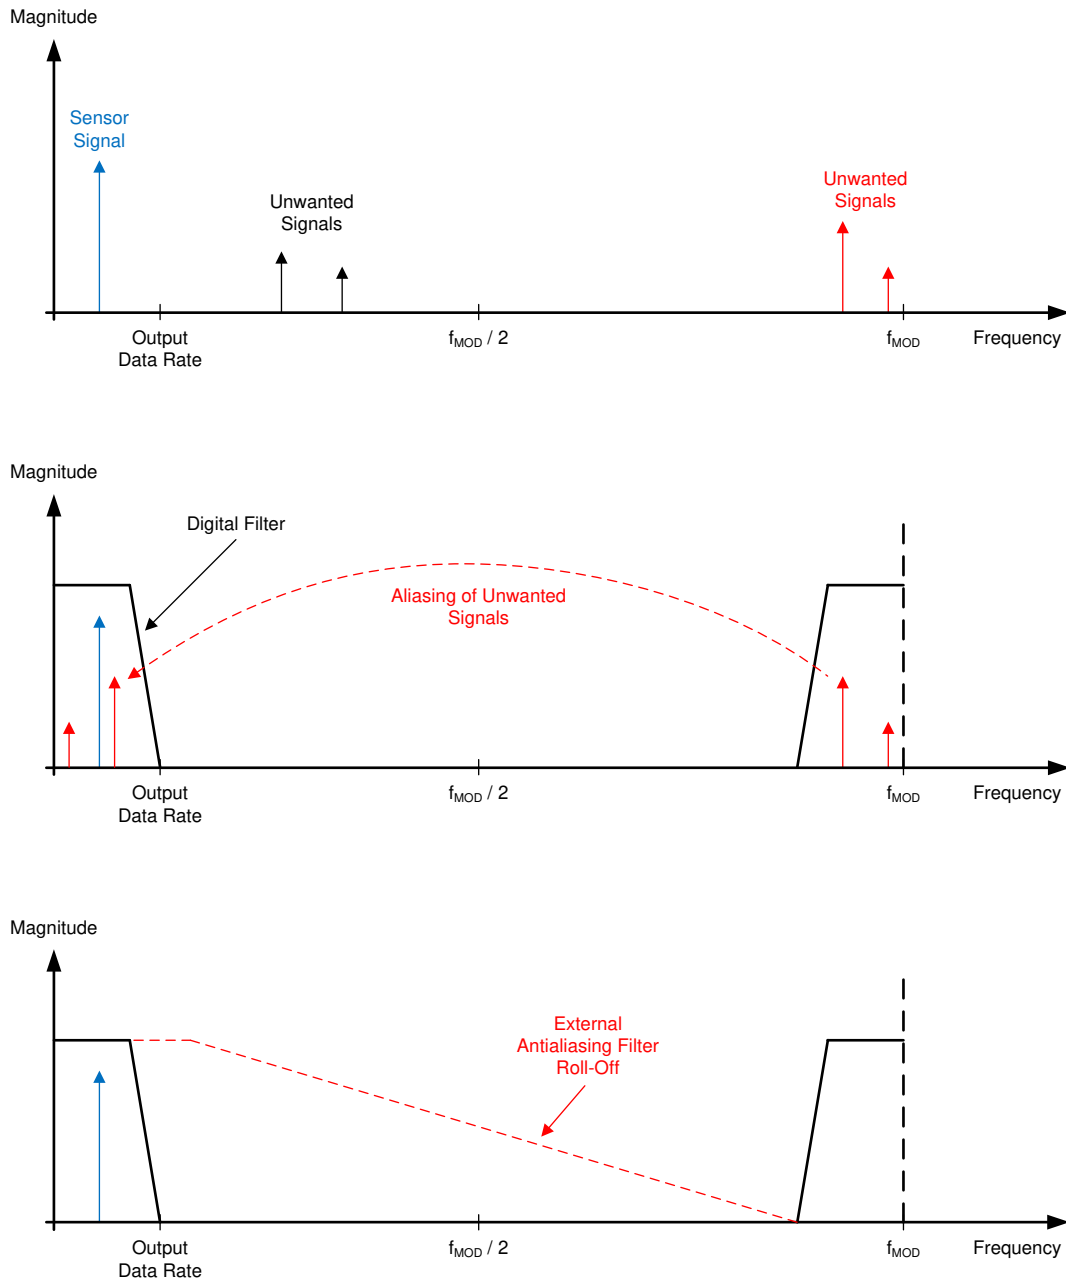 Magnitude
Sensor
Signal
Unwanted
Signals
Unwanted
Signals
Output
Data Rate
fMOD / 2
fMOD
Frequency
Magnitude
Digital Filter
Aliasing of Unwanted
Signals
Output
Data Rate
fMOD / 2
fMOD
Frequency
Magnitude
External
Antialiasing Filter
Roll-Off
Output
Data Rate
fMOD / 2
fMOD
Frequency